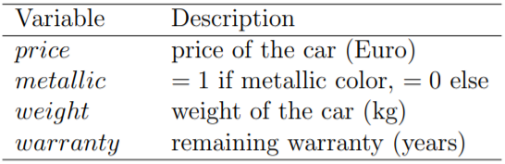 Variable Description
price price of the car (Euro)
metallic = 1 if metallic color, = 0 else
weight weight of the car (kg)
warranty remaining warranty (years)